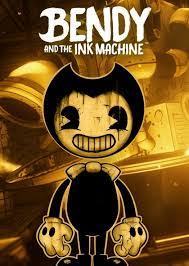 BENDY
AND THE INK MACHINE